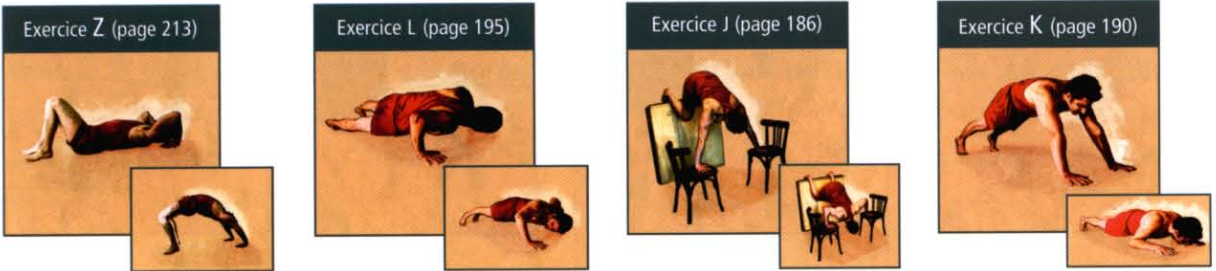 Exercice Z (page 213)
Exercice L (page 195)
Exercice J (page 186)
Exercice K (page 190)